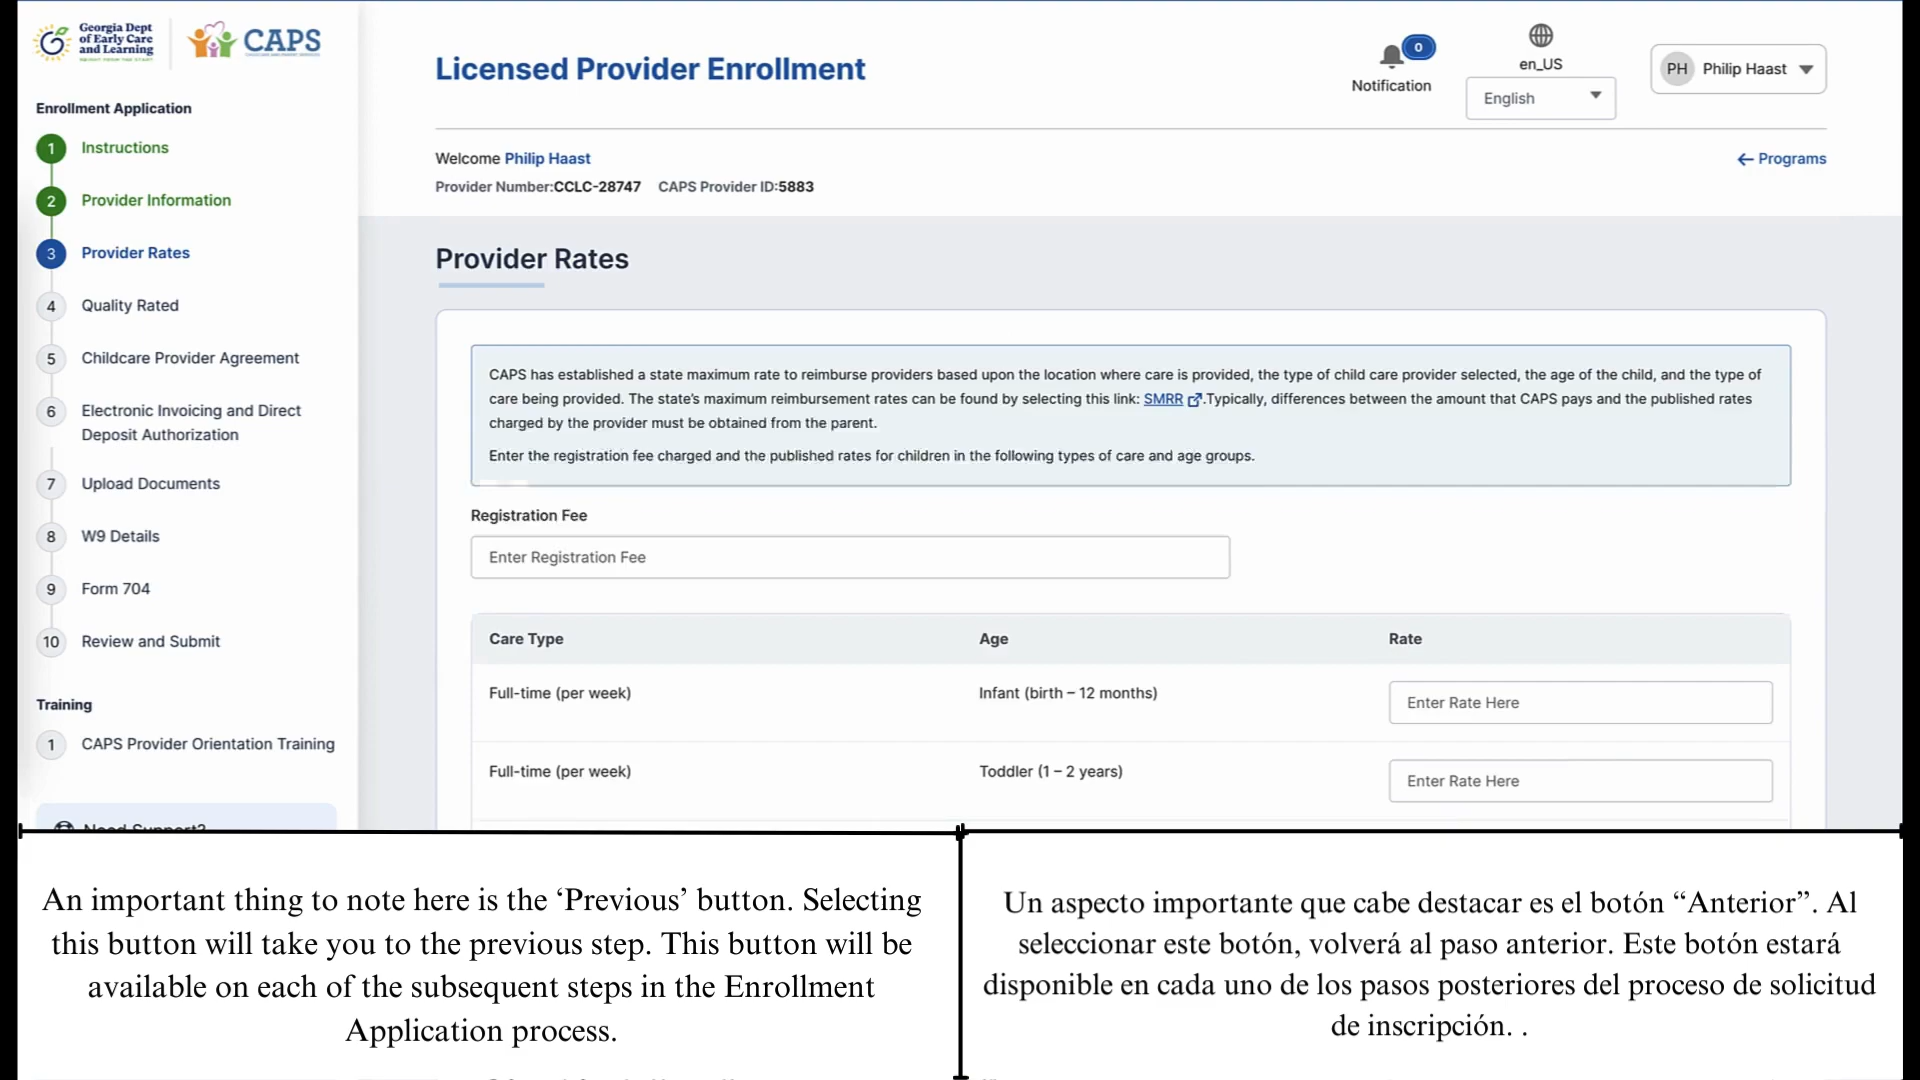 Georgia Dept
of Early Care
and Learning
CAPS
Enrollment Application
1 Instructions
2 Provider Information
3 Provider Rates
4 Quality Rated
5 Childcare Provider Agreement
6 Electronic Invoicing and Direct
Deposit Authorization
7 Upload Documents
8 W9 Details
9 Form 704
10 Review and Submit
Training
1 CAPS Provider Orientation Training
Need Support?
Licensed Provider Enrollment
0
Notification
en_US
English
PH Philip Haast
Welcome Philip Haast
Programs
Provider Number:CCLC-28747 CAPS Provider ID:5883
Provider Rates
CAPS has established a state maximum rate to reimburse providers based upon the location where care is provided, the type of child care provider selected, the age of the child, and the type of
care being provided. The state's maximum reimbursement rates can be found by selecting this link: SMRR .Typically, differences between the amount that CAPS pays and the published rates
charged by the provider must be obtained from the parent.
Enter the registration fee charged and the published rates for children in the following types of care and age groups.
Registration Fee
Enter Registration Fee
Care Type Age Rate
Full-time (per week) Infant (birth – 12 months) Enter Rate Here
Full-time (per week) Toddler (1 – 2 years) Enter Rate Here
An important thing to note here is the ‘Previous’ button. Selecting
this button will take you to the previous step. This button will be
available on each of the subsequent steps in the Enrollment
Application process.
Un aspecto importante que cabe destacar es el botón “Anterior”. Al
seleccionar este botón, volverá al paso anterior. Este botón estará
disponible en cada uno de los pasos posteriores del proceso de solicitud
de inscripción. .